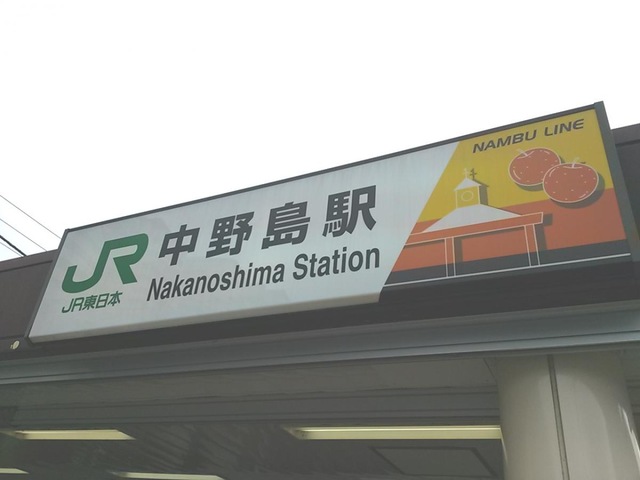 JR
JR東日本
中野島駅
Nakanoshima Station
NAMBU LINE